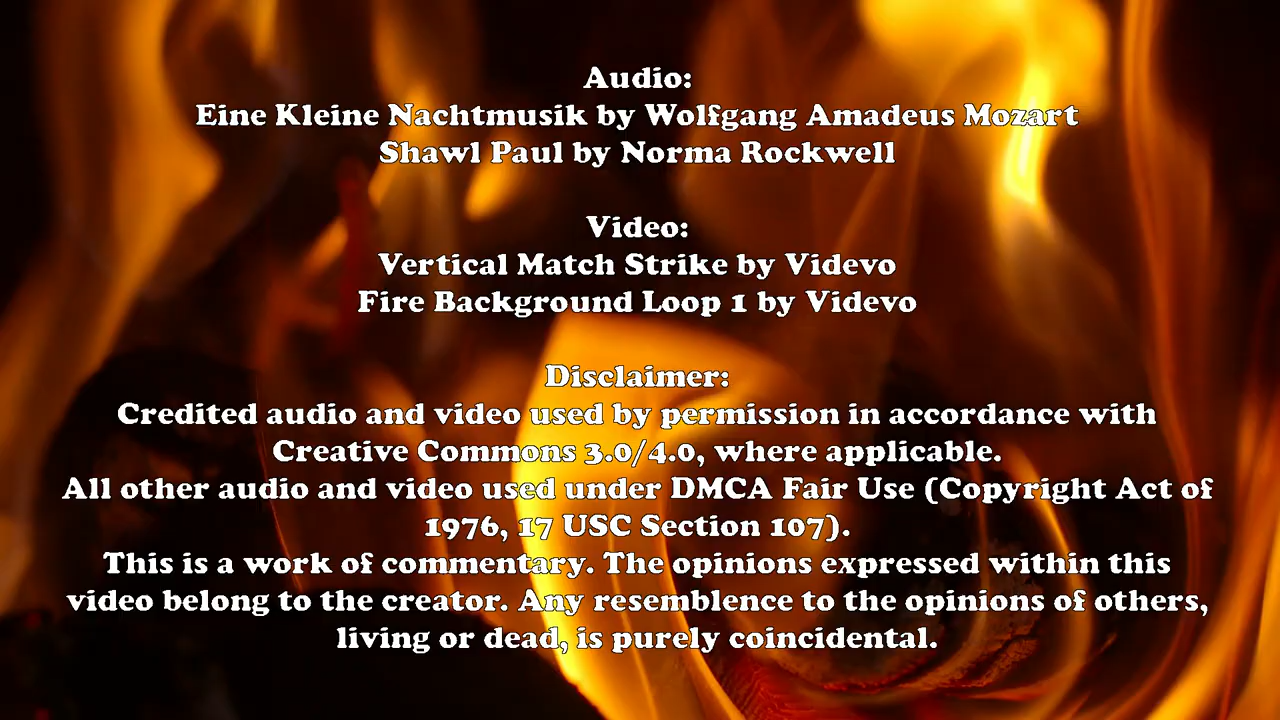 Audio:
Eine Kleine Nachtmusik by Wolfgang Amadeus Mozart
Shawl Paul by Norma Rockwell
Video:
Vertical Match Strike by Videvo
Fire Background Loop 1 by Videvo
Disclaimer:
Credited audio and video used by permission in accordance with
Creative Commons 3.0/4.0, where applicable.
All other audio and video used under DMCA Fair Use (Copyright Act of
1976, 17 USC Section 107).
This is a work of commentary. The opinions expressed within this
video belong to the creator. Any resemblence to the opinions of others,
living or dead, is purely coincidental.